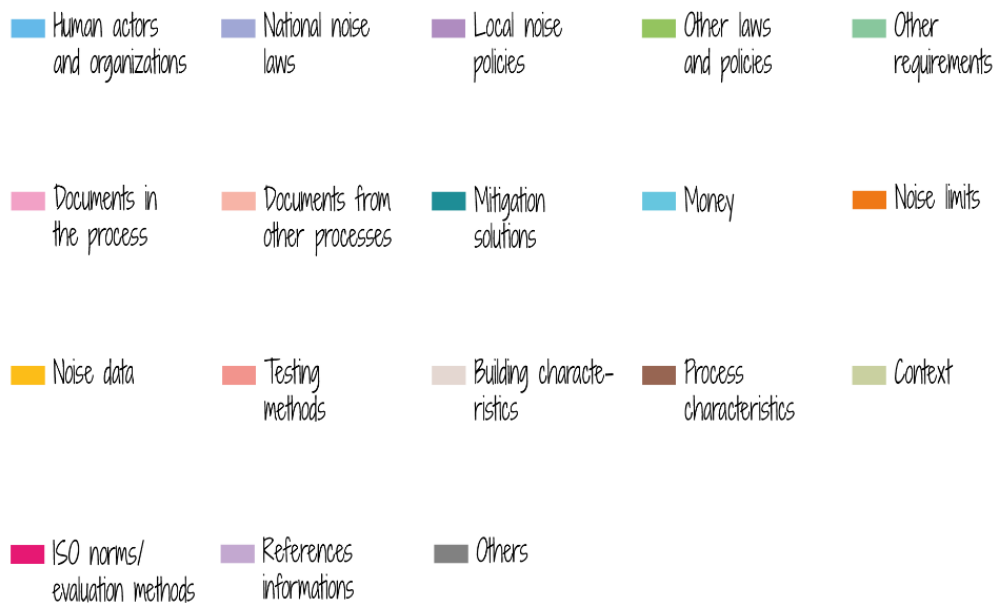 Human actors
and organizations
National noise
laws
Local noise
policies
Other laws
and policies
Other
requirements
Documents in
the process
Documents from
other processes
Mitigation
solutions
Money
Noise limits
Noise data
Testing
methods
Building characte-
ristics
Process
characteristics
Context
ISO norms/
evaluation methods
References
informations
Others